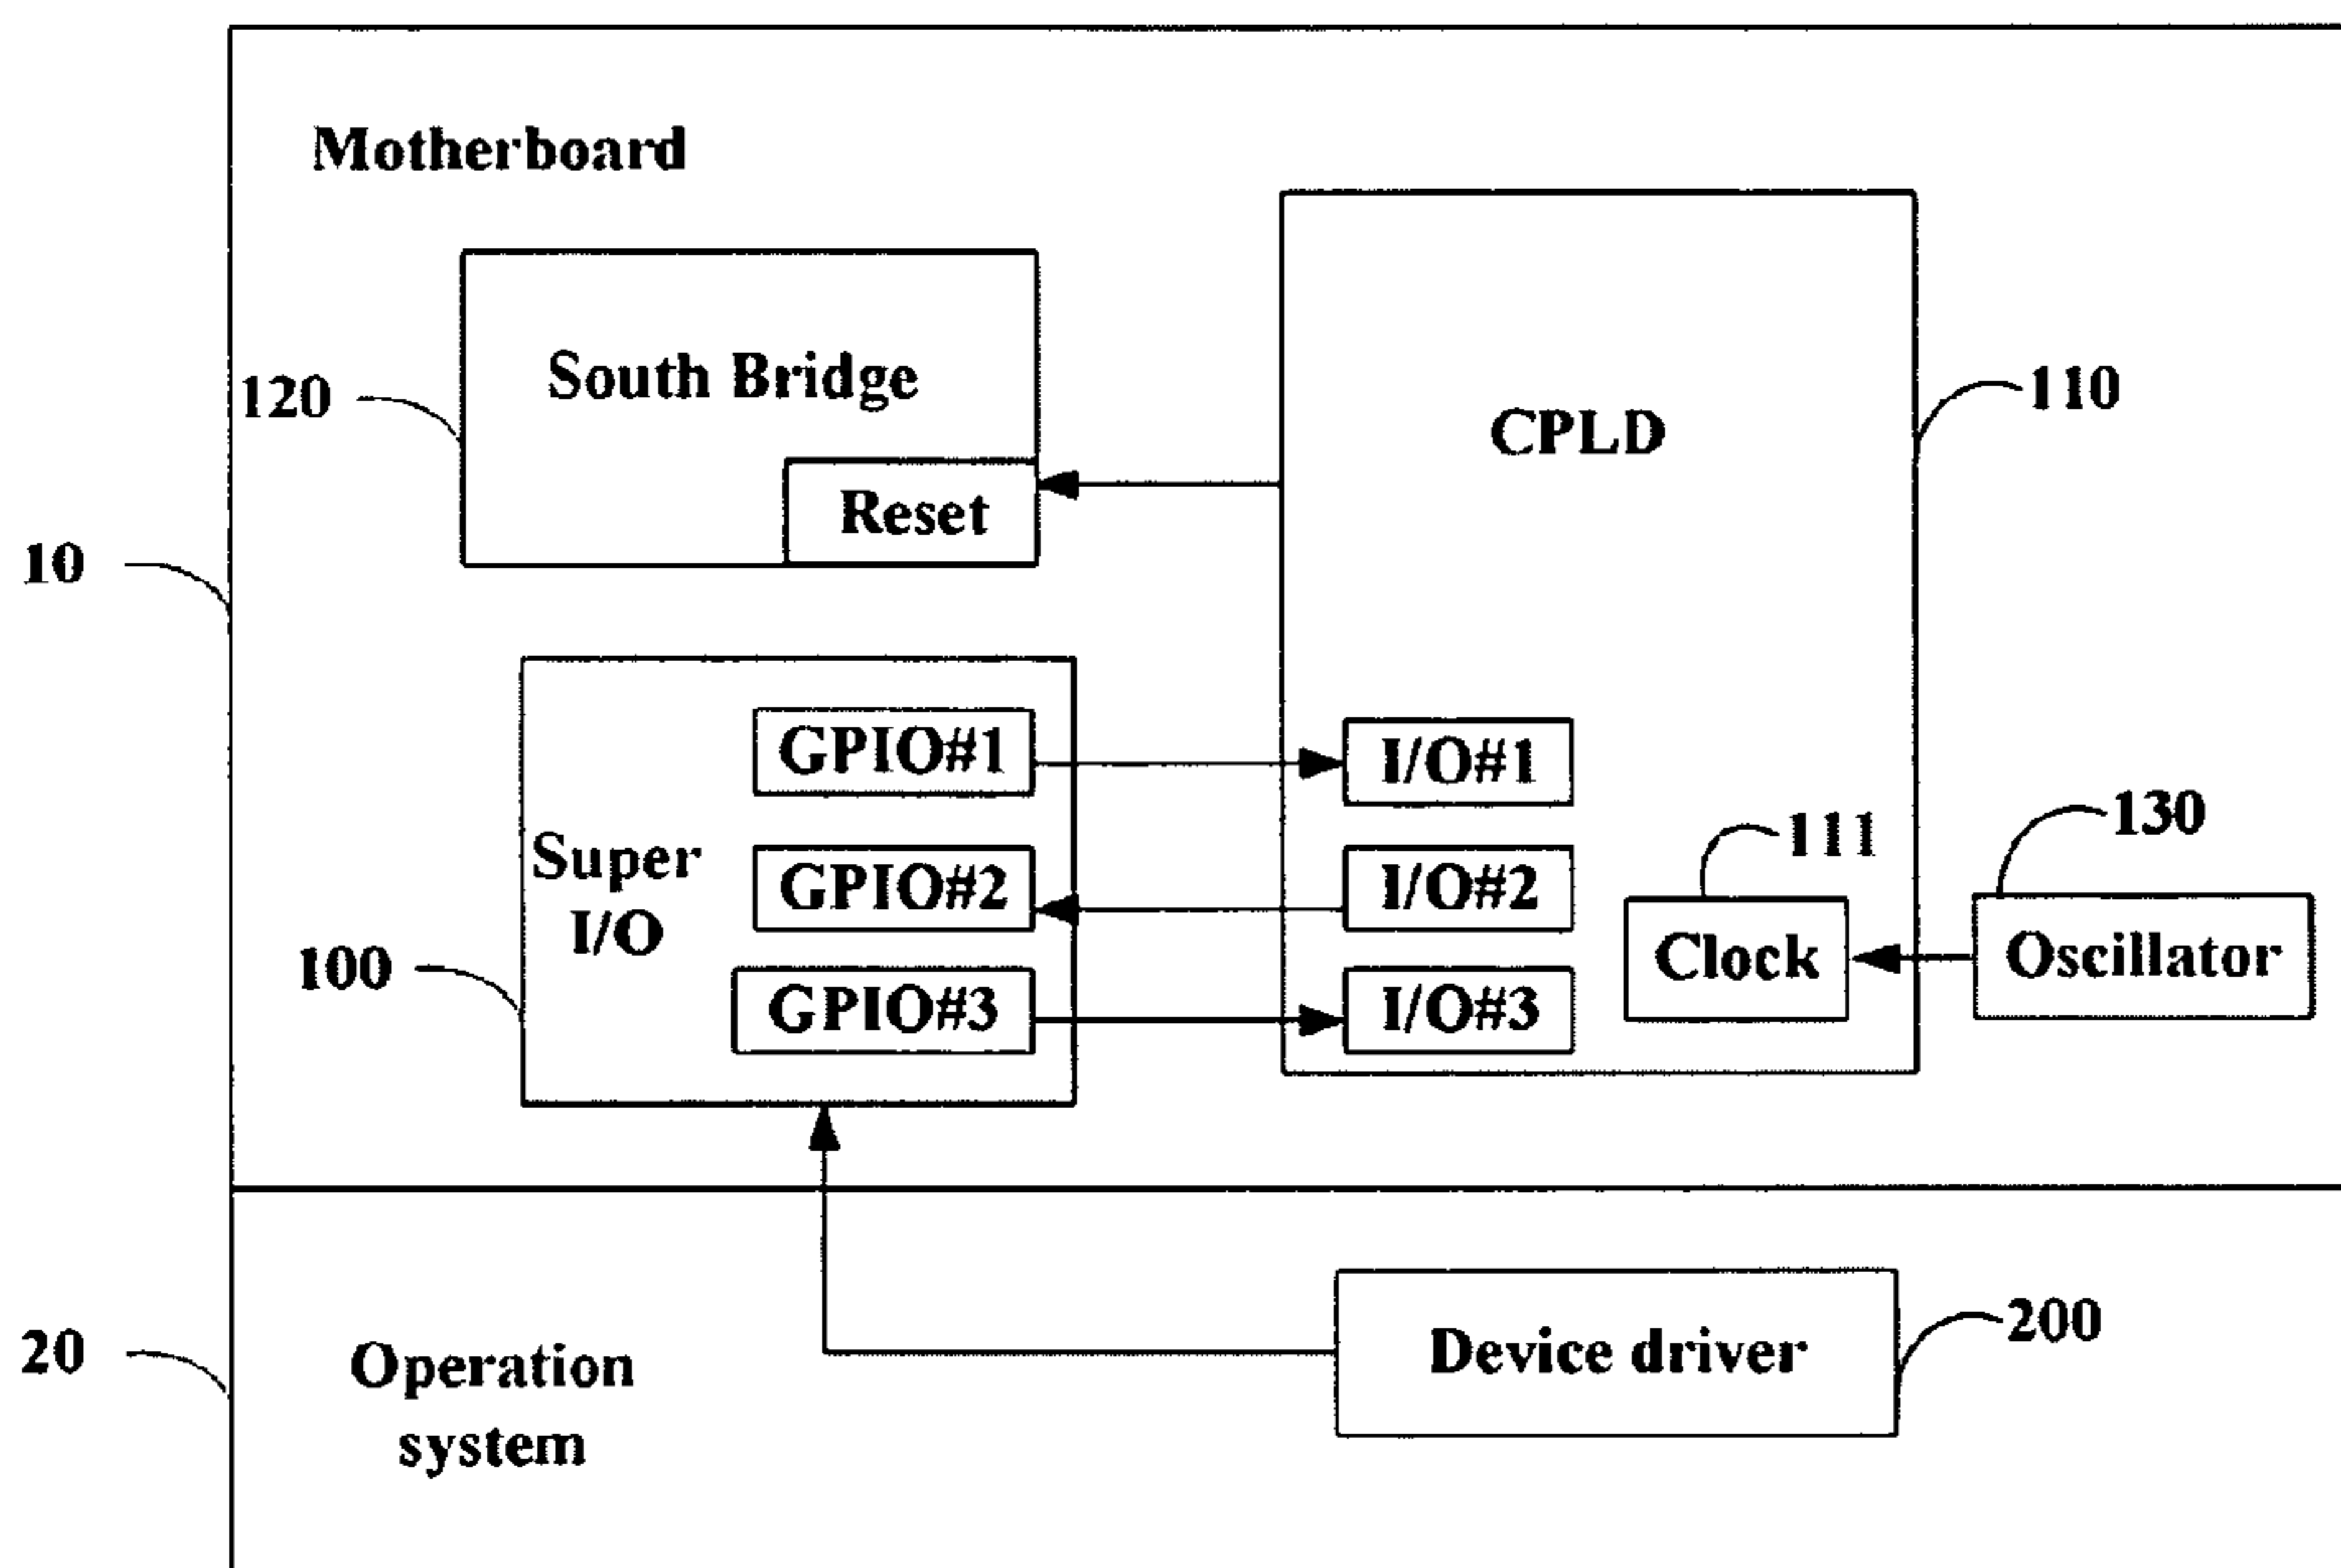 Motherboard
South Bridge
120
110
CPLD
Reset
10
GPIO#1
I/O#1
130
111
Super
I/O
GPIO#2
I/O#2
Clock
Oscillator
100
GPIO#3
I/O#3
200
20
Operation
system
Device driver